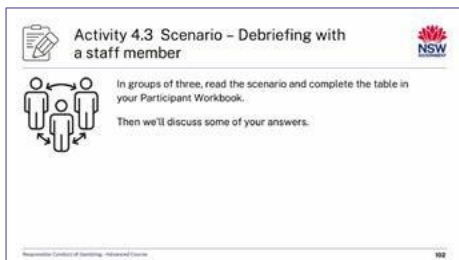 Activity 4.3 Scenario – Debriefing with
a staff member
NSW
GOVERNMENT
In groups of three, read the scenario and complete the table in
your Participant Workbook.
Then we'll discuss some of your answers.
Responsible Conduct of Gambling - Advanced Course
102